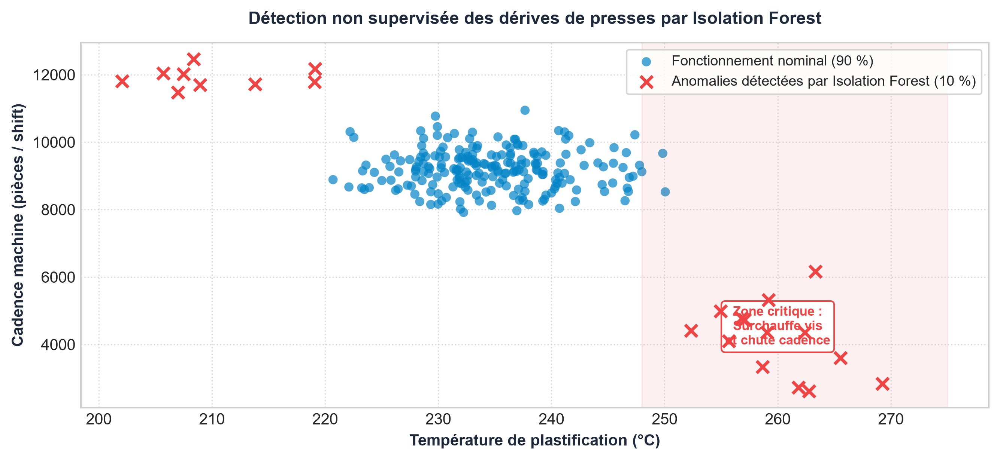 Détection non supervisée des dérives de presses par Isolation Forest
Fonctionnement nominal (90 %)
Anomalies détectées par Isolation Forest (10 %)
Cadence machine (pièces / shift)
12000
10000
8000
6000
4000
Zone critique :
Surchauffe vis
et chute cadence
200
210
220
230
240
250
260
270
Température de plastification (°C)